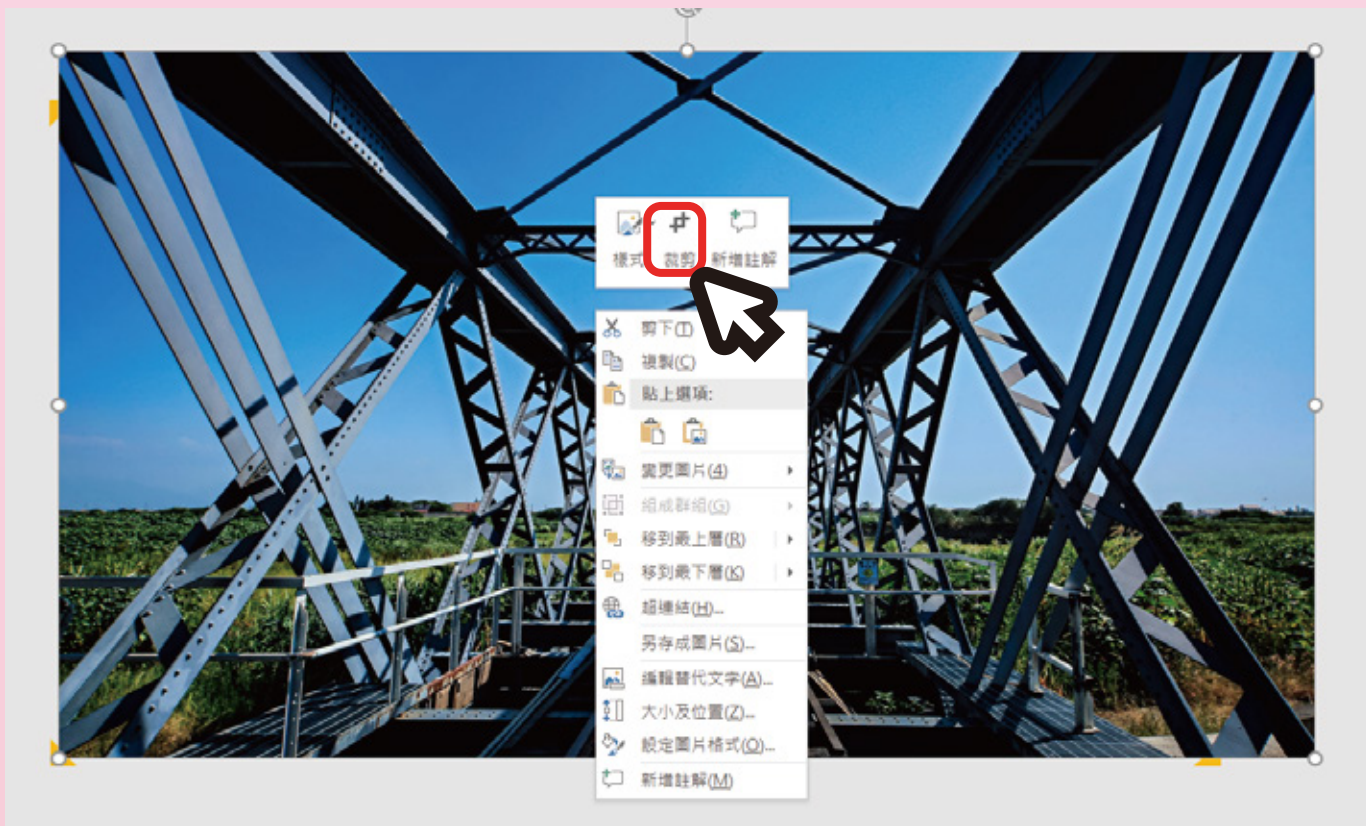 樣式 裁剪 新增註解
剪下(T)
複製(C)
貼上選項:
變更圖片(4)
組成群組(G)
移到最上層(R)
移到最下層(K)
超連結(H)...
另存成圖片(S)...
編輯替代文字(A)...
大小及位置(Z)...
設定圖片格式(O)...
新增註解(M)